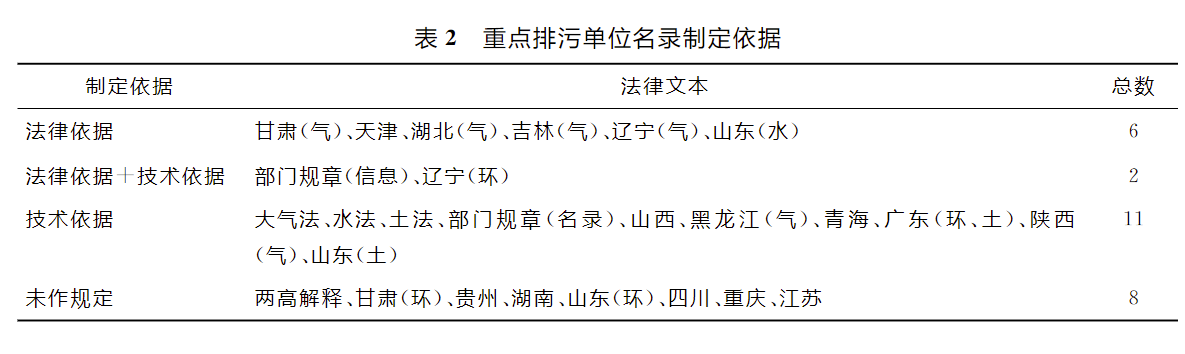 表 2 重点排污单位名录制定依据
制定依据 法律文本 总数
法律依据 甘肃(气)、天津、湖北(气)、吉林(气)、辽宁(气)、山东(水) 6
法律依据+技术依据 部门规章(信息)、辽宁(环) 2
技术依据 大气法、水法、土法、部门规章(名录)、山西、黑龙江(气)、青海、广东(环、土)、陕西 11
(气)、山东(土)
未作规定 两高解释、甘肃(环)、贵州、湖南、山东(环)、四川、重庆、江苏 8